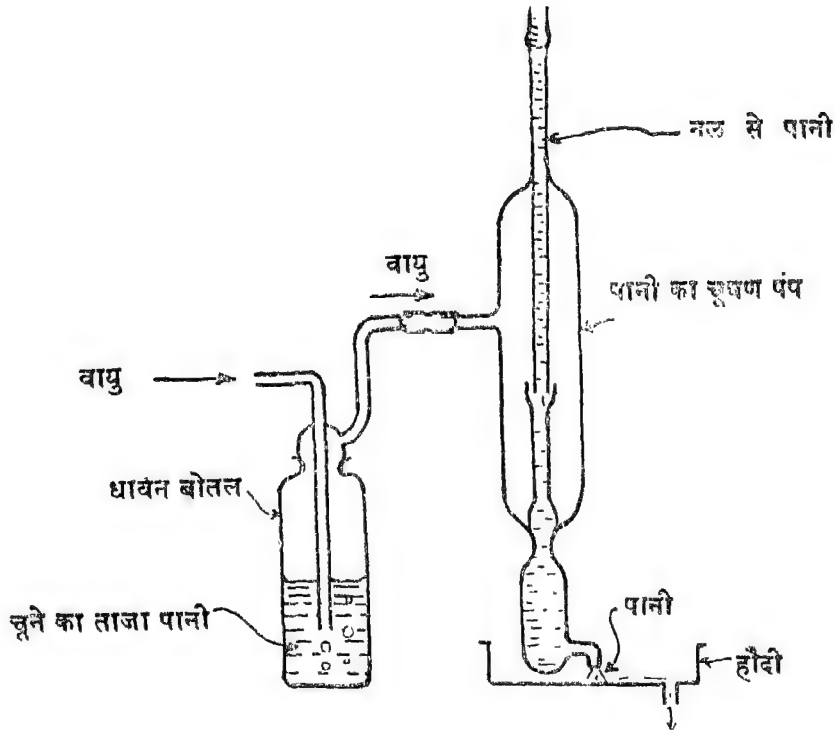 नल से पानी
वायु
पानी का चूषण पंप
वायु
धावन बोतल
चूने का ताजा पानी
पानी
हौदी